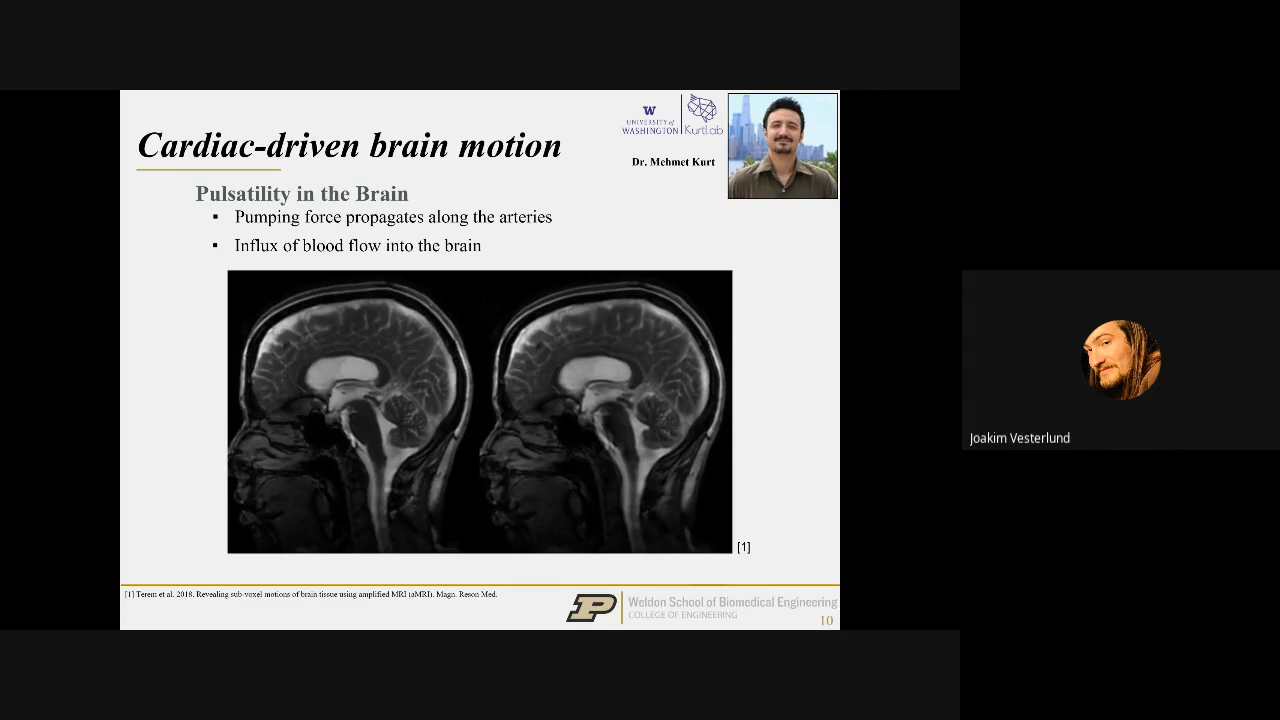 W
UNIVERSITY of
WASHINGTON
KurtLab
Cardiac-driven brain motion
Dr. Mehmet Kurt
Pulsatility in the Brain
▪ Pumping force propagates along the arteries
▪ Influx of blood flow into the brain
Joakim Vesterlund
[1]
[1] Terem et al. 2018. Revealing sub-voxel motions of brain tissue using amplified MRI (aMRI). Magn. Reson Med.
P
Weldon School of Biomedical Engineering
COLLEGE OF ENGINEERING
10